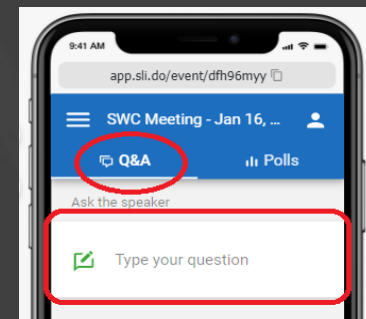 9:41 AM
app.sli.do/event/dfh96myy
SWC Meeting - Jan 16, ...
Q&A Polls
Ask the speaker
Type your question